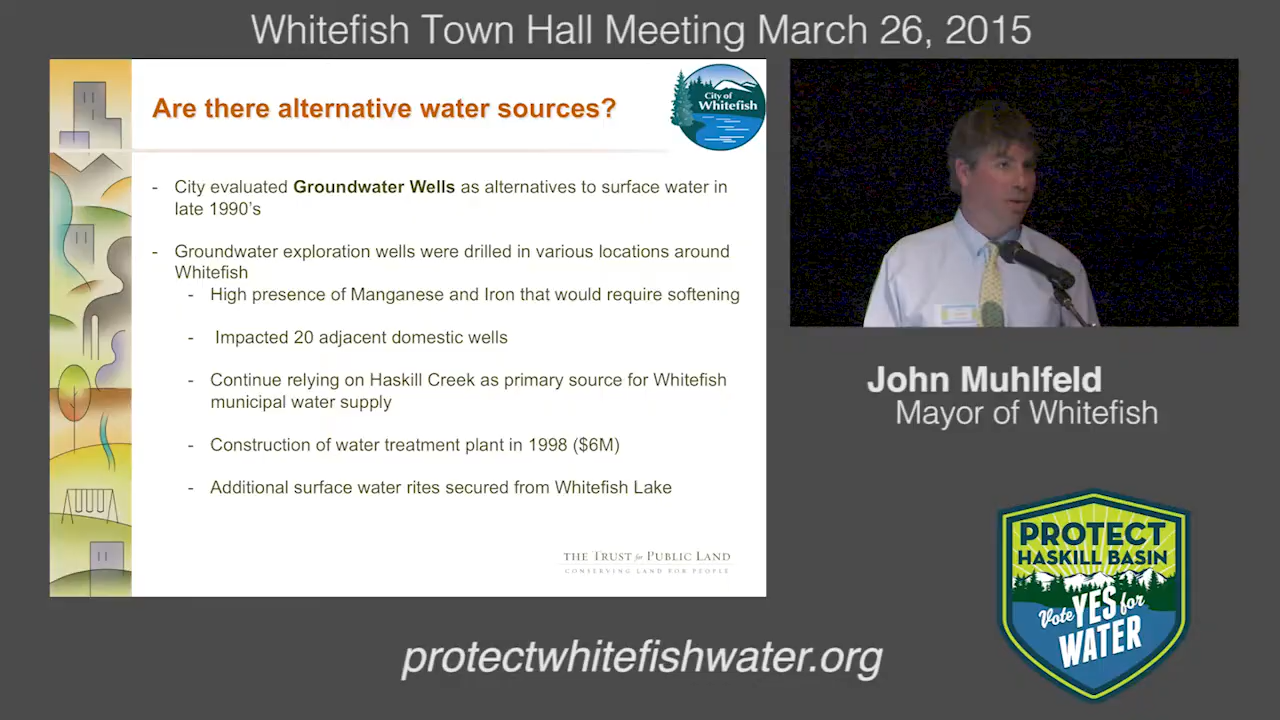 Whitefish Town Hall Meeting March 26, 2015
Are there alternative water sources?
City of
Whitefish
- City evaluated Groundwater Wells as alternatives to surface water in
late 1990's
- Groundwater exploration wells were drilled in various locations around
Whitefish
- High presence of Manganese and Iron that would require softening
- Impacted 20 adjacent domestic wells
- Continue relying on Haskill Creek as primary source for Whitefish
municipal water supply
- Construction of water treatment plant in 1998 ($6M)
- Additional surface water rites secured from Whitefish Lake
THE TRUST for PUBLIC LAND
CONSERVING LAND FOR PEOPLE
John Muhlfeld
Mayor of Whitefish
PROTECT
HASKILL BASIN
Vote YES for
WATER
protectwhitefishwater.org